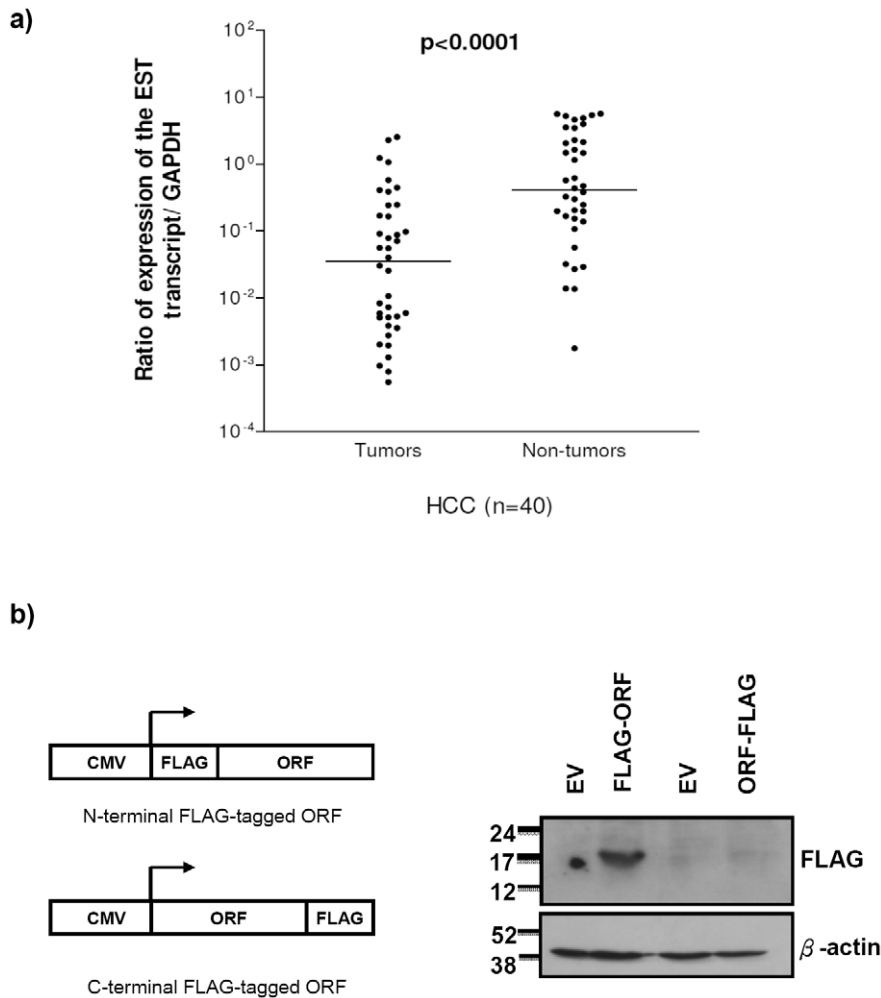 a)
p<0.0001
Ratio of expression of the EST
transcript/ GAPDH
10²
10¹
10⁰
10⁻¹
10⁻²
10⁻³
10⁻⁴
Tumors Non-tumors
HCC (n=40)
b)
CMV FLAG ORF
N-terminal FLAG-tagged ORF
CMV ORF FLAG
C-terminal FLAG-tagged ORF
EV FLAG-ORF EV ORF-FLAG
24
17
12
FLAG
52
38
β-actin